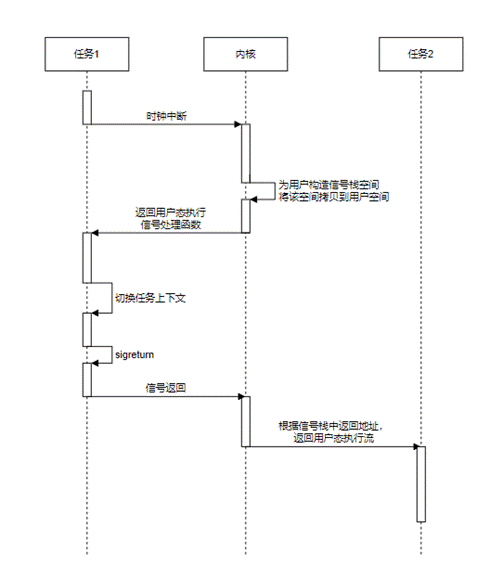 任务1
内核
任务2
时钟中断
为用户构造信号栈空间
将该空间拷贝到用户空间
返回用户态执行
信号处理函数
切换任务上下文
sigreturn
信号返回
根据信号栈中返回地址，
返回用户态执行流